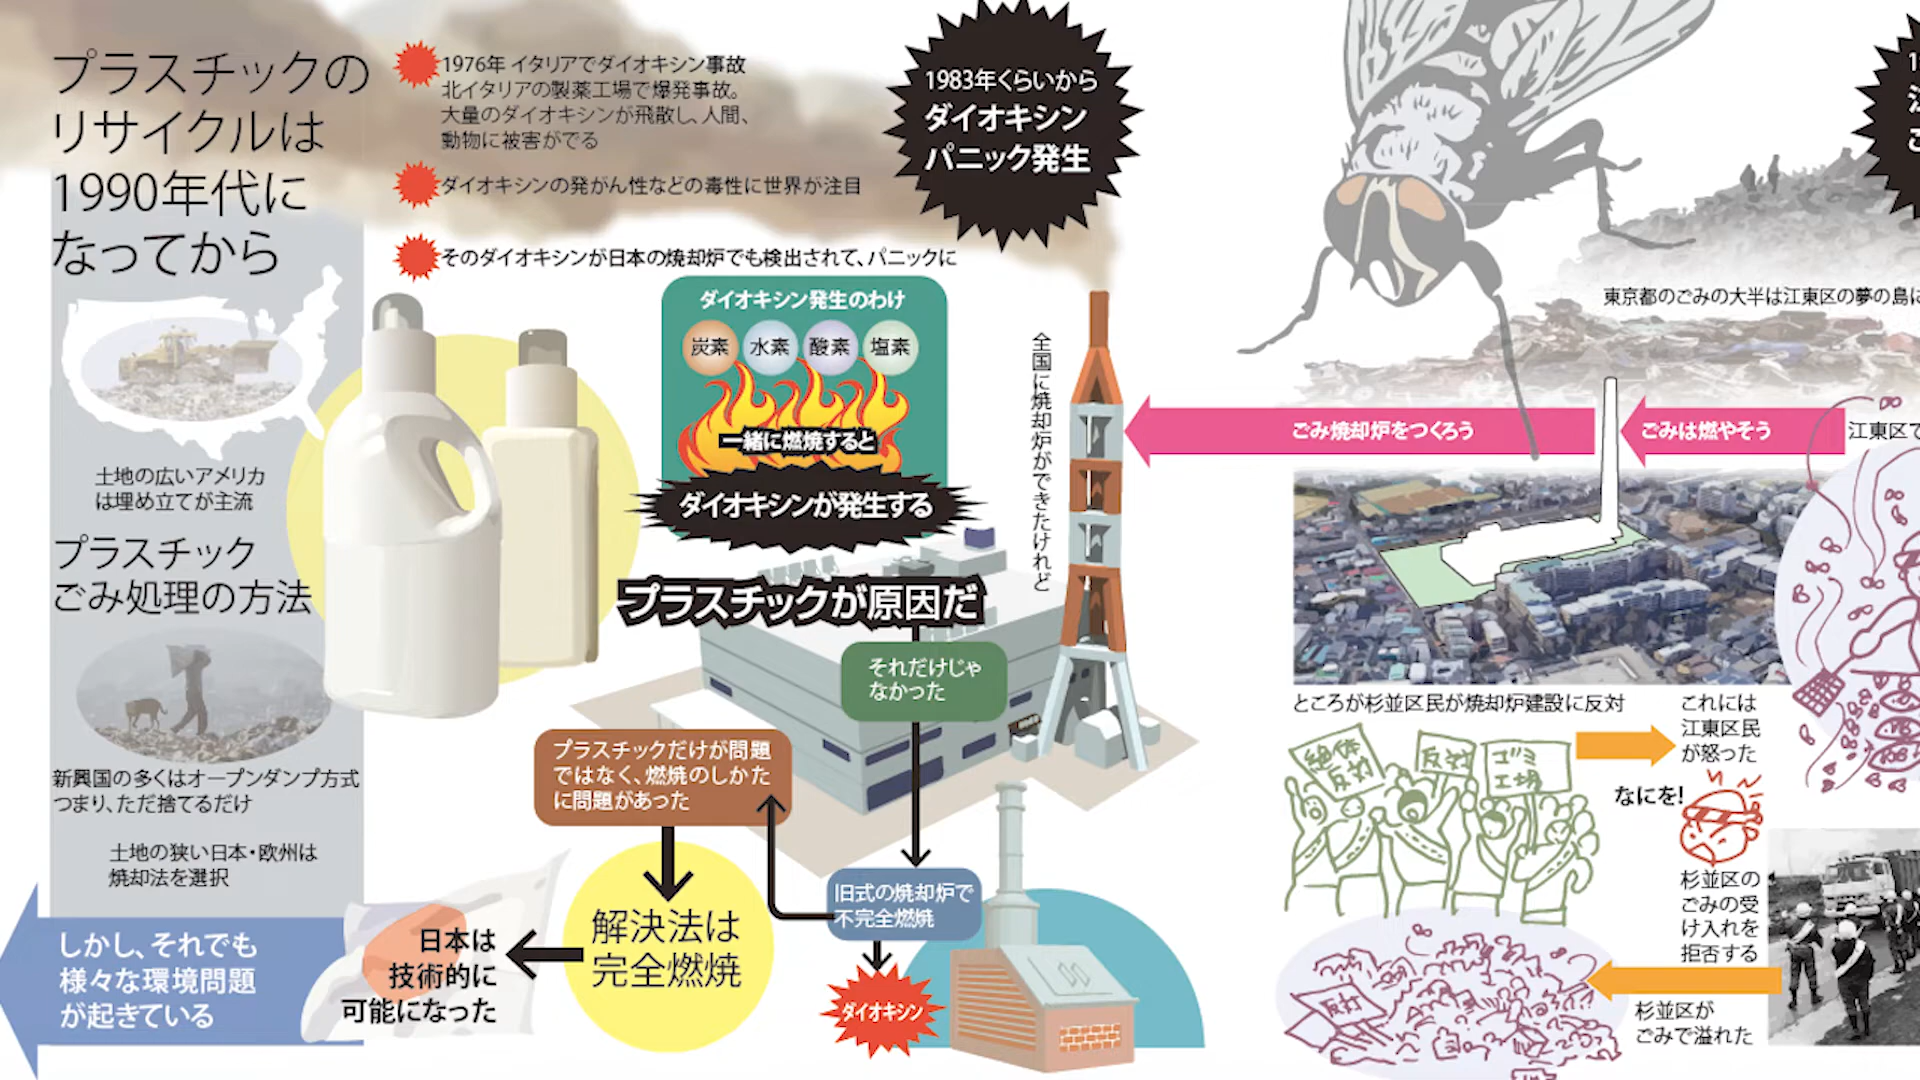 プラスチックの
リサイクルは
1990年代に
なってから
土地の広いアメリカ
は埋め立てが主流
プラスチック
ごみ処理の方法
新興国の多くはオープンダンプ方式
つまり、ただ捨てるだけ
土地の狭い日本・欧州は
焼却法を選択
しかし、それでも
様々な環境問題
が起きている
1976年 イタリアでダイオキシン事故
北イタリアの製薬工場で爆発事故。
大量のダイオキシンが飛散し、人間、
動物に被害がでる
ダイオキシンの発がん性などの毒性に世界が注目
そのダイオキシンが日本の焼却炉でも検出されて、パニックに
1983年くらいから
ダイオキシン
パニック発生
ダイオキシン発生のわけ
炭素 水素 酸素 塩素
一緒に燃焼すると
ダイオキシンが発生する
プラスチックが原因だ
それだけじゃ
なかった
プラスチックだけが問題
ではなく、燃焼のしかた
に問題があった
旧式の焼却炉で
不完全燃焼
ダイオキシン
解決法は
完全燃焼
日本は
技術的に
可能になった
全国に焼却炉ができたけれど
東京都のごみの大半は江東区の夢の島に
ごみ焼却炉をつくろう
ごみは燃やそう
江東区で
ところが杉並区民が焼却炉建設に反対
絶体
反対
反対
ゴミ
工場
これには
江東区民
が怒った
なにを!
杉並区の
ごみの受
け入れを
拒否する
反対
杉並区が
ごみで溢れた